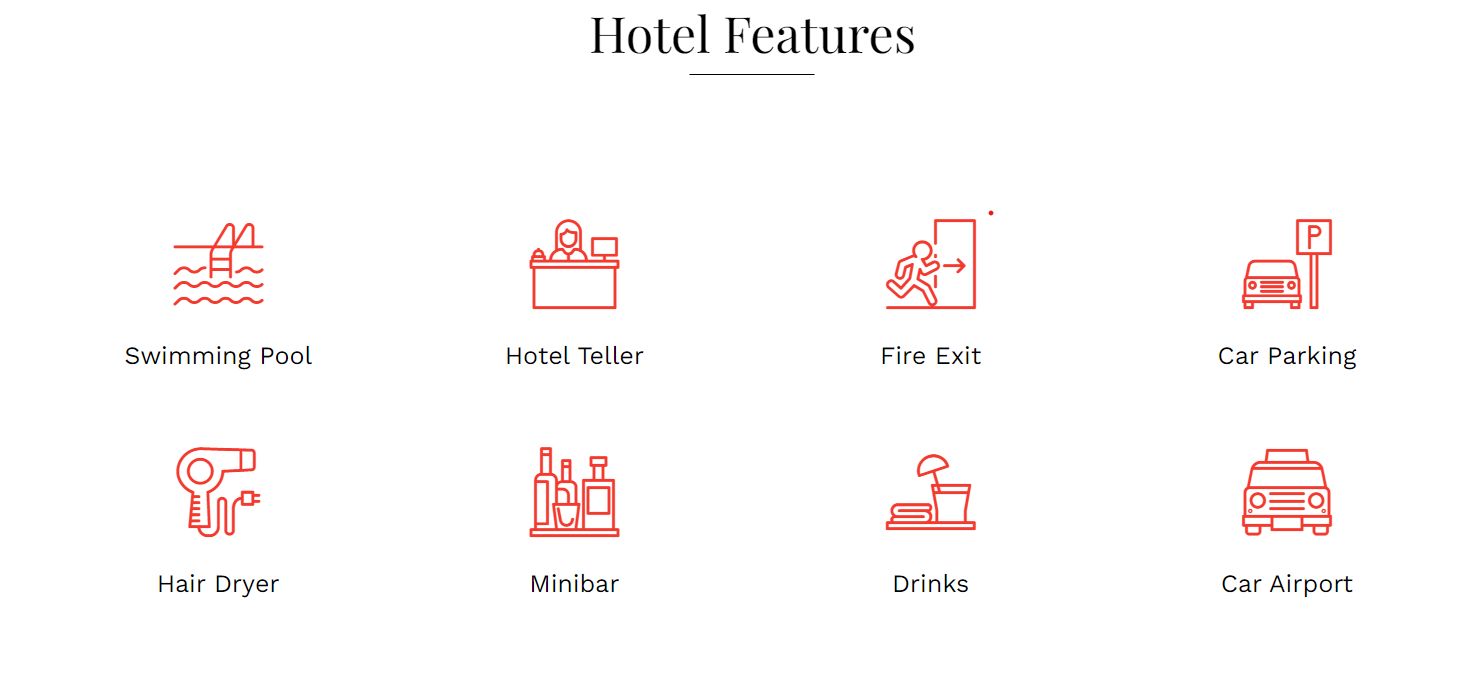 Hotel Features
P
Swimming Pool
Hotel Teller
Fire Exit
Car Parking
Hair Dryer
Minibar
Drinks
Car Airport